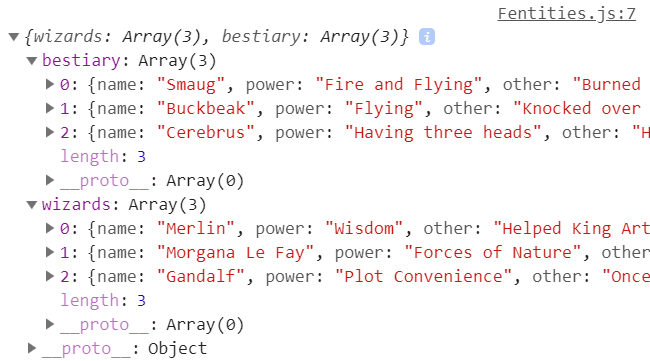 Fentities.js:7
▼{wizards: Array(3), bestiary: Array(3)} i
▼bestiary: Array(3)
▶0: {name: "Smaug", power: "Fire and Flying", other: "Burned
▶1: {name: "Buckbeak", power: "Flying", other: "Knocked over
▶2: {name: "Cerebrus", power: "Having three heads", other: "H
length: 3
▶__proto__: Array(0)
▼wizards: Array(3)
▶0: {name: "Merlin", power: "Wisdom", other: "Helped King Art
▶1: {name: "Morgana Le Fay", power: "Forces of Nature", other
▶2: {name: "Gandalf", power: "Plot Convenience", other: "Once
length: 3
▶__proto__: Array(0)
▶__proto__: Object